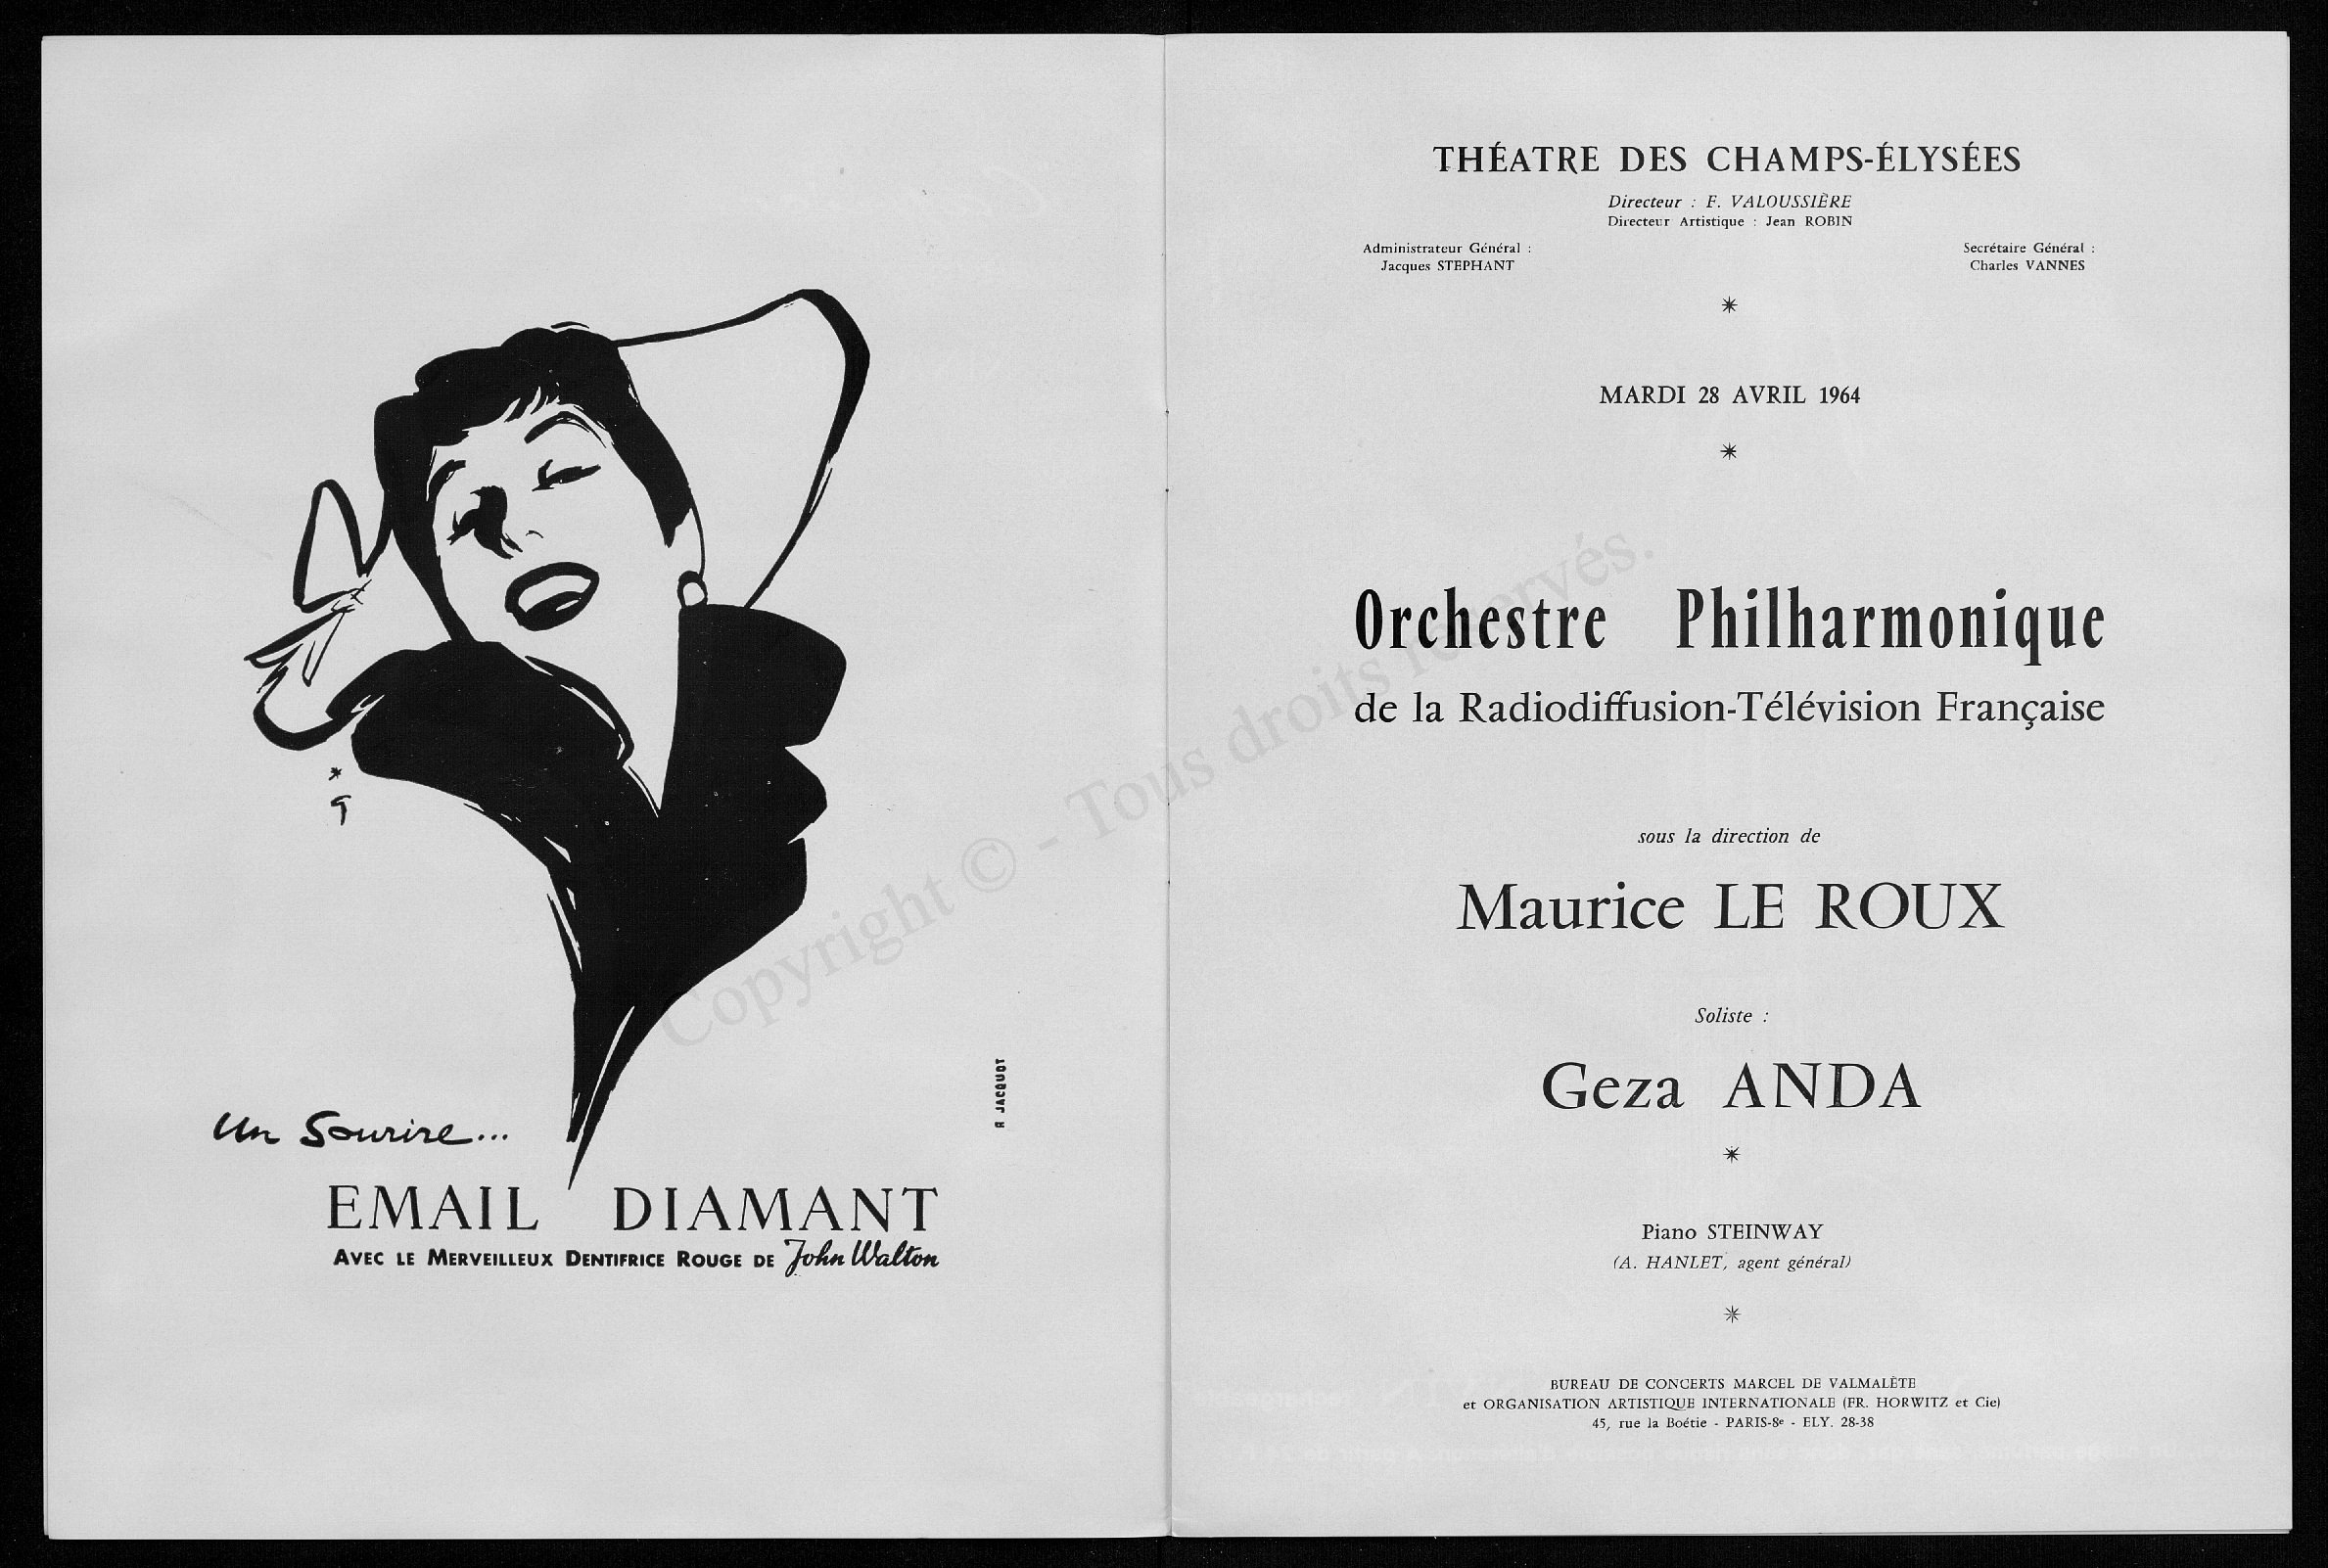 Un Sourire...
EMAIL DIAMANT
AVEC LE MERVEILLEUX DENTIFRICE ROUGE DE John Walton
R JACQUOT
THÉATRE DES CHAMPS-ÉLYSÉES
Directeur : F. VALOUSSIÈRE
Directeur Artistique : Jean ROBIN
Administrateur Général :
Jacques STEPHANT
Secrétaire Général :
Charles VANNES
MARDI 28 AVRIL 1964
Orchestre Philharmonique
de la Radiodiffusion-Télévision Française
sous la direction de
Maurice LE ROUX
Soliste :
Geza ANDA
Piano STEINWAY
(A. HANLET, agent général)
BUREAU DE CONCERTS MARCEL DE VALMALÈTE
et ORGANISATION ARTISTIQUE INTERNATIONALE (FR. HORWITZ et Cie)
45, rue la Boétie - PARIS-8e - ELY. 28-38
Copyright © - Tous droits réservés.